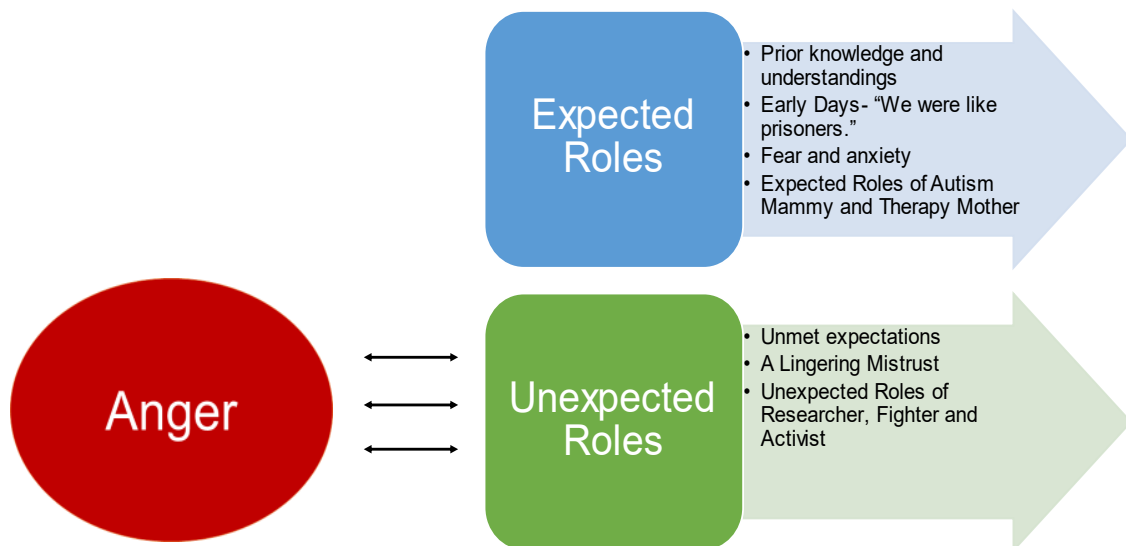 Expected
Roles
• Prior knowledge and
understandings
• Early Days- “We were like
prisoners.”
• Fear and anxiety
• Expected Roles of Autism
Mammy and Therapy Mother
Anger
Unexpected
Roles
• Unmet expectations
• A Lingering Mistrust
• Unexpected Roles of
Researcher, Fighter and
Activist